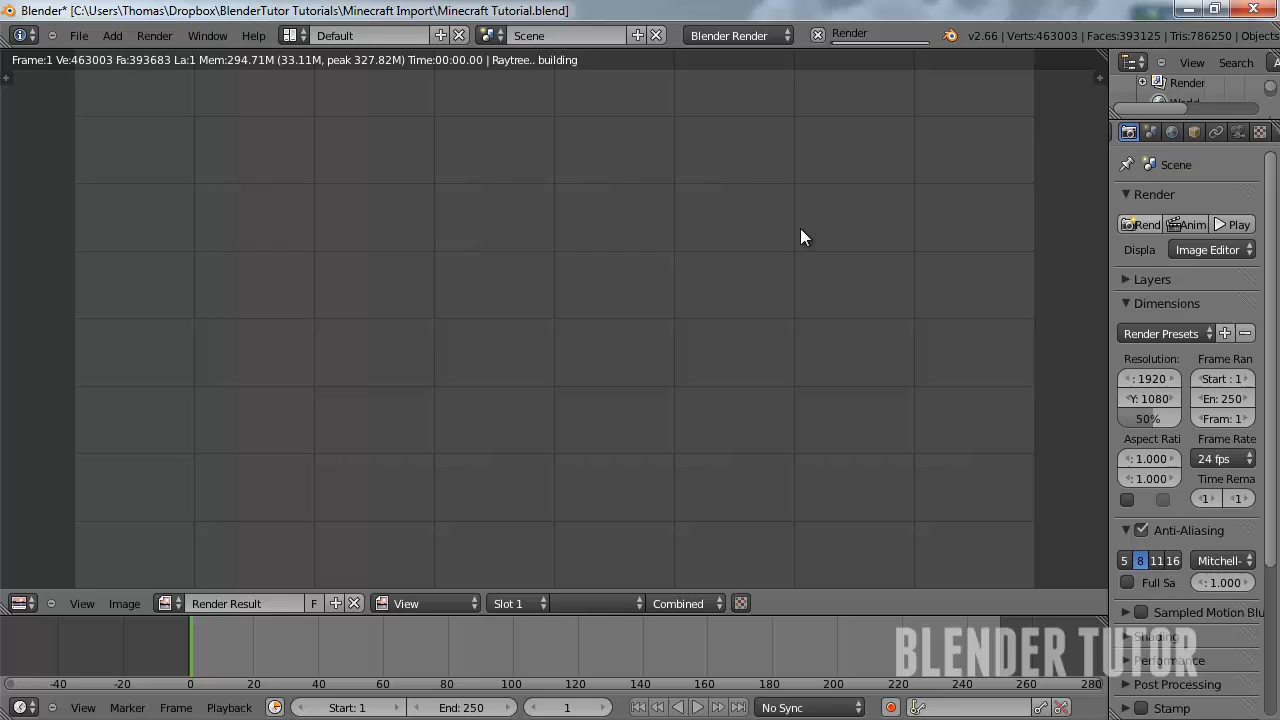 Blender* [C:\Users\Thomas\Dropbox\BlenderTutor Tutorials\Minecraft Import\Minecraft Tutorial.blend]
File Add Render Window Help Default Scene Blender Render Render v2.66 | Verts:463003 | Faces:393125 | Tris:786250 | Objects
Frame:1 Ve:463003 Fa:393683 La:1 Mem:294.71M (33.11M, peak 327.82M) Time:00:00.00 | Raytree.. building
View Search
Render
World
Scene
Render
Rend Anim Play
Displa Image Editor
Layers
Dimensions
Render Presets
Resolution: Frame Ran
: 1920 Start : 1
Y: 1080 En: 250
50% Fram: 1
Aspect Rati Frame Rate
: 1.000 24 fps
: 1.000 Time Rema
: 1 : 1
Anti-Aliasing
5 8 11 16 Mitchell-
Full Sa : 1.000
Sampled Motion Blu
Shading
Performance
Post Processing
Stamp
View Image Render Result F View Slot 1 Combined
-40 -20 0 20 40 60 80 100 120 140 160 180 200 220 240 260 280
View Marker Frame Playback Start: 1 End: 250 1 No Sync
BLENDER TUTOR